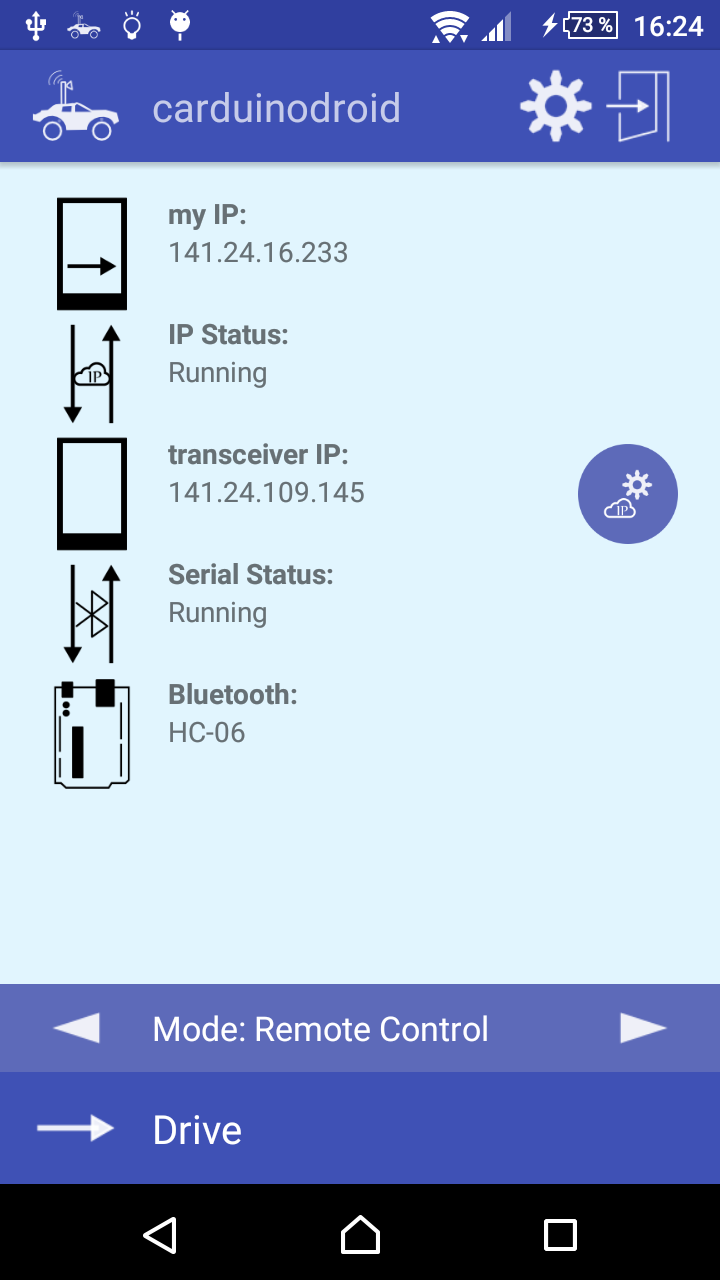 73 % 16:24
carduinodroid
my IP:
141.24.16.233
IP Status:
IP
Running
transceiver IP:
141.24.109.145
IP
Serial Status:
Running
Bluetooth:
HC-06
Mode: Remote Control
Drive